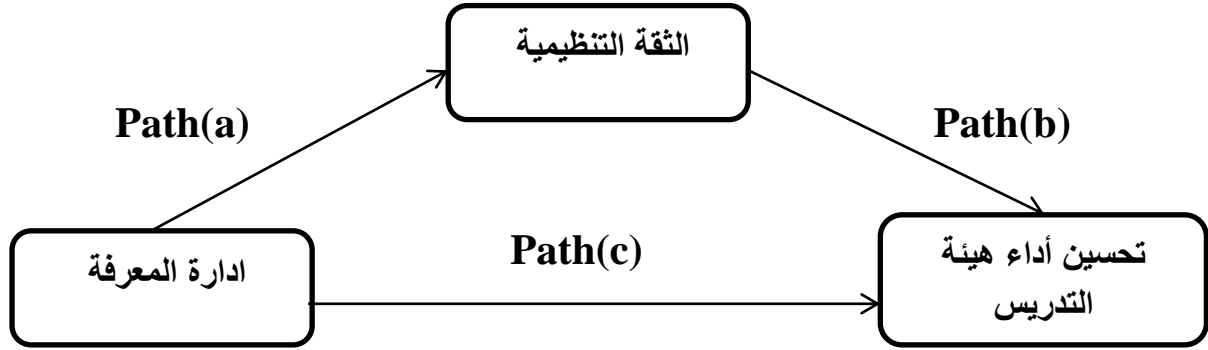 الثقة التنظيمية
Path(a)
Path(b)
ادارة المعرفة
Path(c)
تحسين أداء هيئة
التدريس